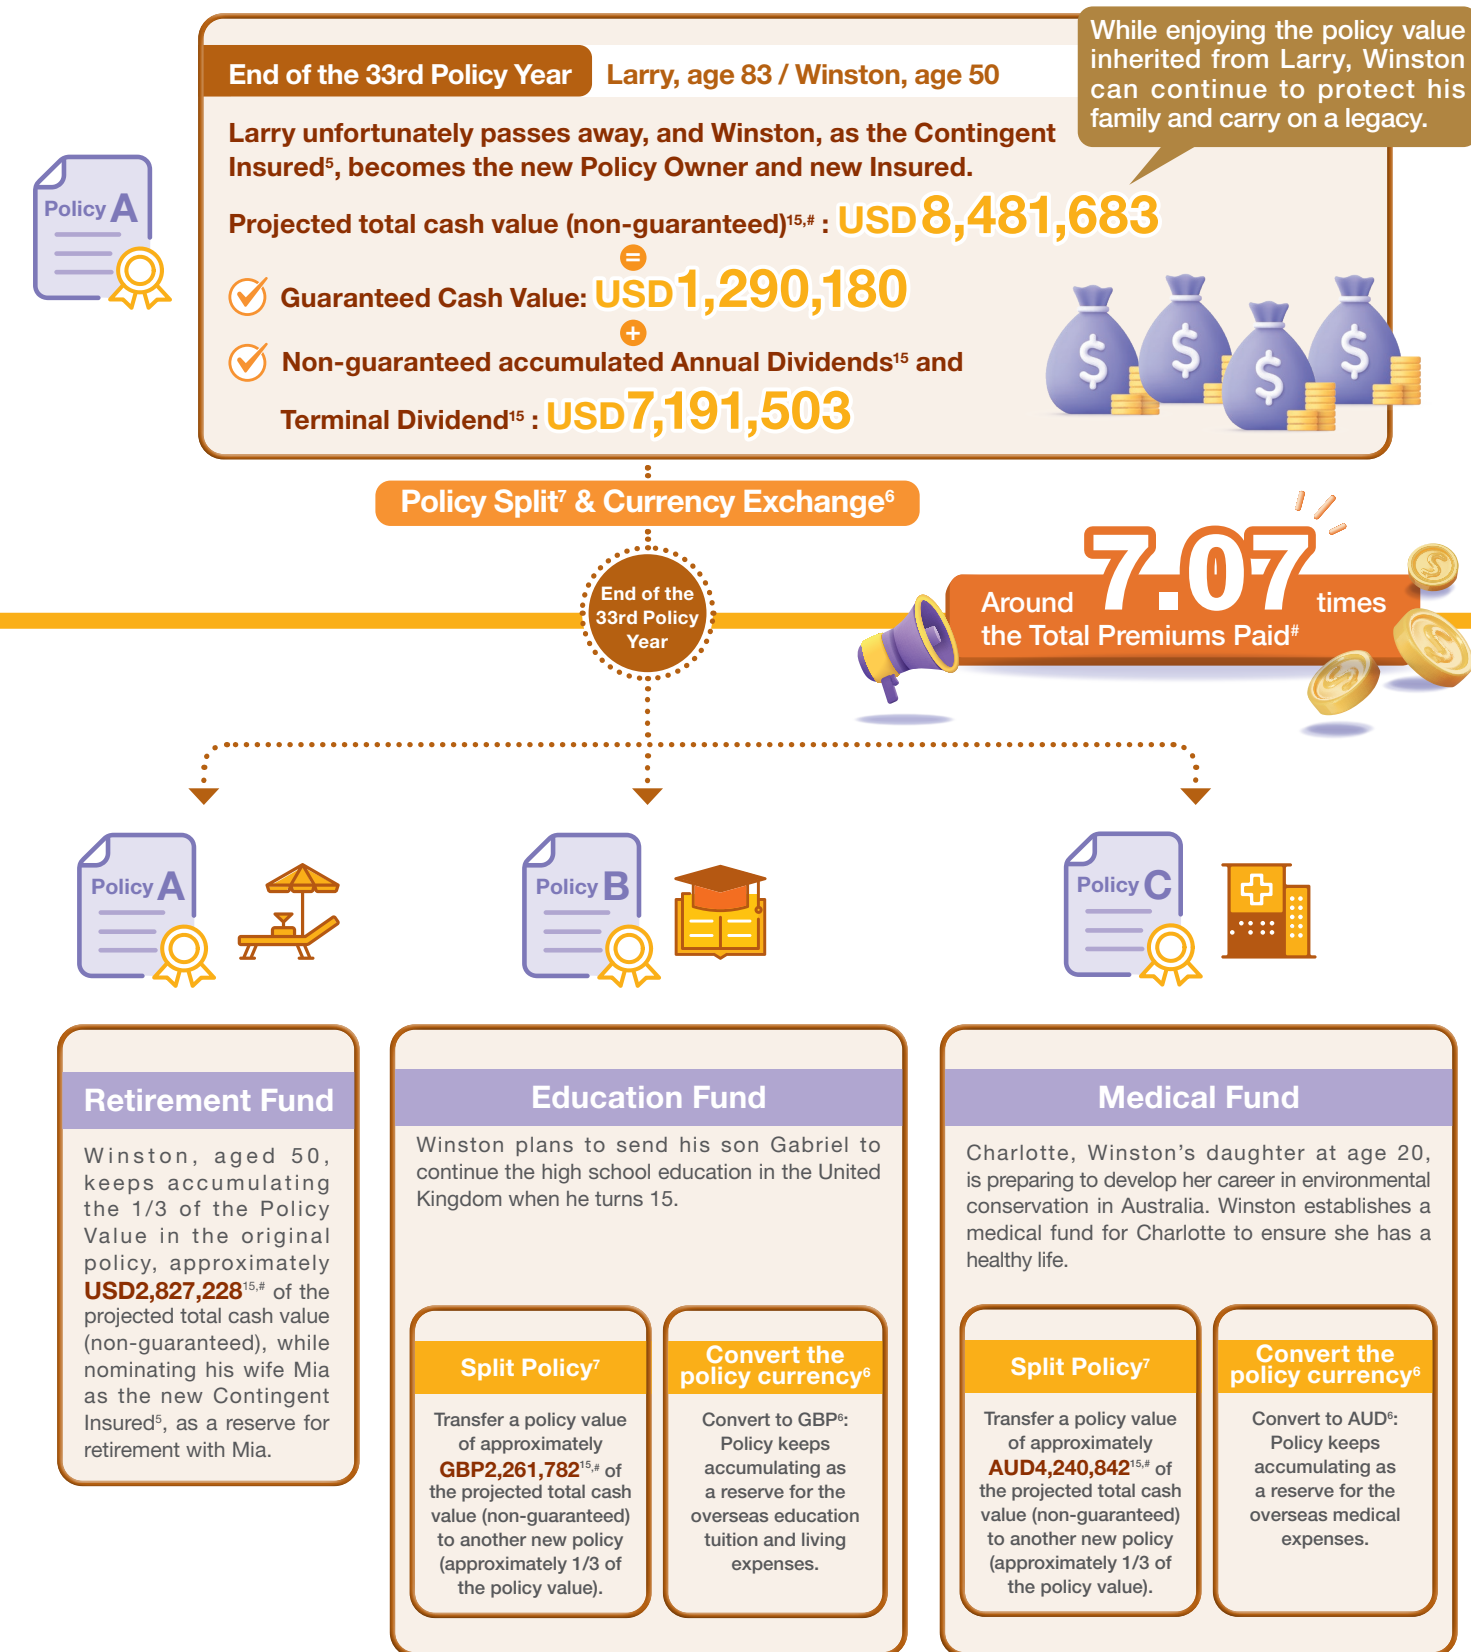 While enjoying the policy value
inherited from Larry, Winston
can continue to protect his
family and carry on a legacy.
End of the 33rd Policy Year
Larry, age 83 / Winston, age 50
Larry unfortunately passes away, and Winston, as the Contingent
Insured⁵, becomes the new Policy Owner and new Insured.
Policy A
Projected total cash value (non-guaranteed)¹⁵,# : USD8,481,683
=
Guaranteed Cash Value: USD1,290,180
+
Non-guaranteed accumulated Annual Dividends¹⁵ and
Terminal Dividend¹⁵ : USD7,191,503
$ $ $ $
Policy Split⁷ & Currency Exchange⁶
End of the
33rd Policy
Year
Around 7.07 times
the Total Premiums Paid#
Policy A
Policy B
Policy C
Retirement Fund
Winston, aged 50,
keeps accumulating
the 1/3 of the Policy
Value in the original
policy, approximately
USD2,827,228¹⁵,# of the
projected total cash value
(non-guaranteed), while
nominating his wife Mia
as the new Contingent
Insured⁵, as a reserve for
retirement with Mia.
Education Fund
Winston plans to send his son Gabriel to
continue the high school education in the United
Kingdom when he turns 15.
Split Policy⁷
Transfer a policy value
of approximately
GBP2,261,782¹⁵,# of
the projected total cash
value (non-guaranteed)
to another new policy
(approximately 1/3 of
the policy value).
Convert the
policy currency⁶
Convert to GBP⁶:
Policy keeps
accumulating as
a reserve for the
overseas education
tuition and living
expenses.
Medical Fund
Charlotte, Winston's daughter at age 20,
is preparing to develop her career in environmental
conservation in Australia. Winston establishes a
medical fund for Charlotte to ensure she has a
healthy life.
Split Policy⁷
Transfer a policy value
of approximately
AUD4,240,842¹⁵,# of
the projected total cash
value (non-guaranteed)
to another new policy
(approximately 1/3 of
the policy value).
Convert the
policy currency⁶
Convert to AUD⁶:
Policy keeps
accumulating as
a reserve for the
overseas medical
expenses.